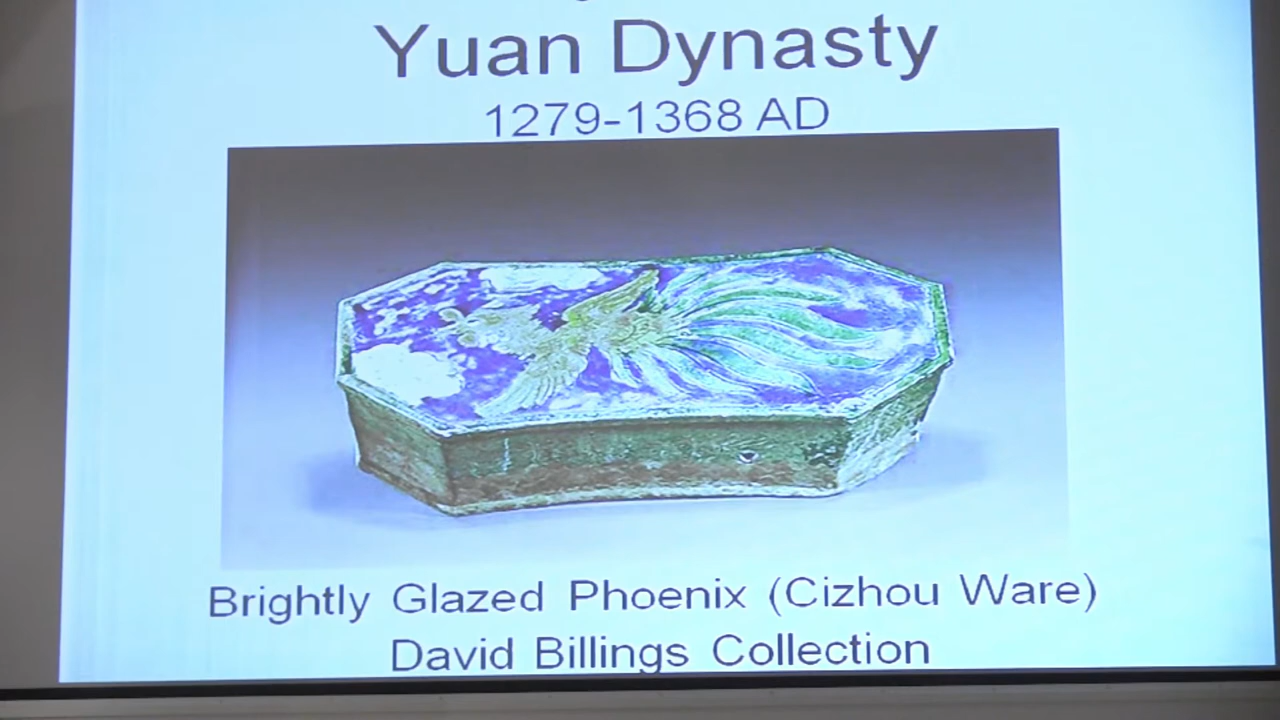 Yuan Dynasty
1279-1368 AD
Brightly Glazed Phoenix (Cizhou Ware)
David Billings Collection